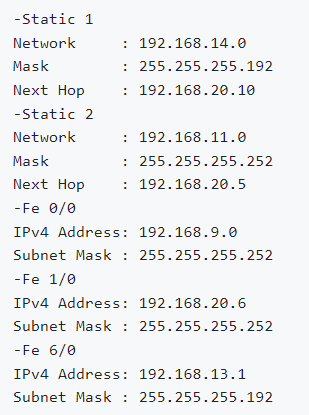 -Static 1
Network     : 192.168.14.0
Mask        : 255.255.255.192
Next Hop    : 192.168.20.10
-Static 2
Network     : 192.168.11.0
Mask        : 255.255.255.252
Next Hop    : 192.168.20.5
-Fe 0/0
IPv4 Address: 192.168.9.0
Subnet Mask : 255.255.255.252
-Fe 1/0
IPv4 Address: 192.168.20.6
Subnet Mask : 255.255.255.252
-Fe 6/0
IPv4 Address: 192.168.13.1
Subnet Mask : 255.255.255.192